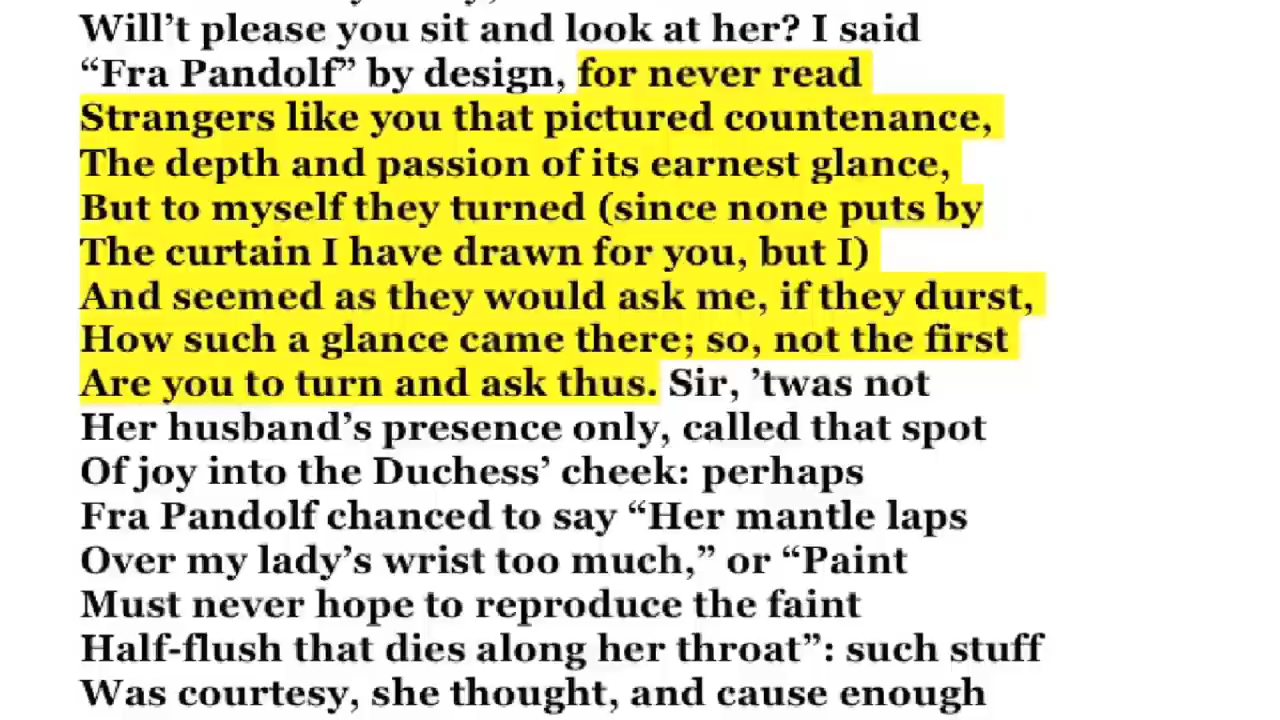 Will’t please you sit and look at her? I said
“Fra Pandolf” by design, for never read
Strangers like you that pictured countenance,
The depth and passion of its earnest glance,
But to myself they turned (since none puts by
The curtain I have drawn for you, but I)
And seemed as they would ask me, if they durst,
How such a glance came there; so, not the first
Are you to turn and ask thus. Sir, ’twas not
Her husband’s presence only, called that spot
Of joy into the Duchess’ cheek: perhaps
Fra Pandolf chanced to say “Her mantle laps
Over my lady’s wrist too much,” or “Paint
Must never hope to reproduce the faint
Half-flush that dies along her throat”: such stuff
Was courtesy, she thought, and cause enough